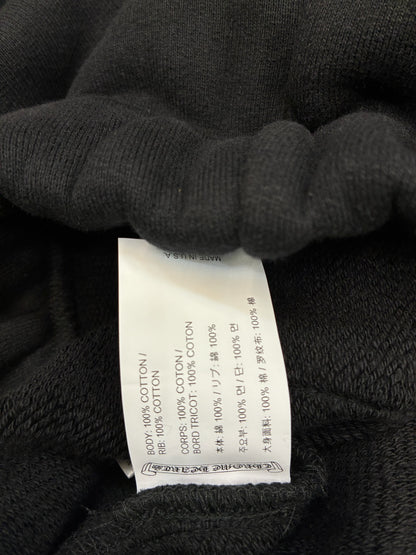 BODY: 100% COTTON /
RIB: 100% COTTON
CORPS: 100% COTON /
BORD TRICOT: 100% COTON
本体: 綿 100% / リブ: 綿 100%
주요부: 100% 면 / 단: 100% 면
大身面料: 100% 棉 / 罗纹布: 100% 棉
MADE IN U.S.A.
Chrome Hearts